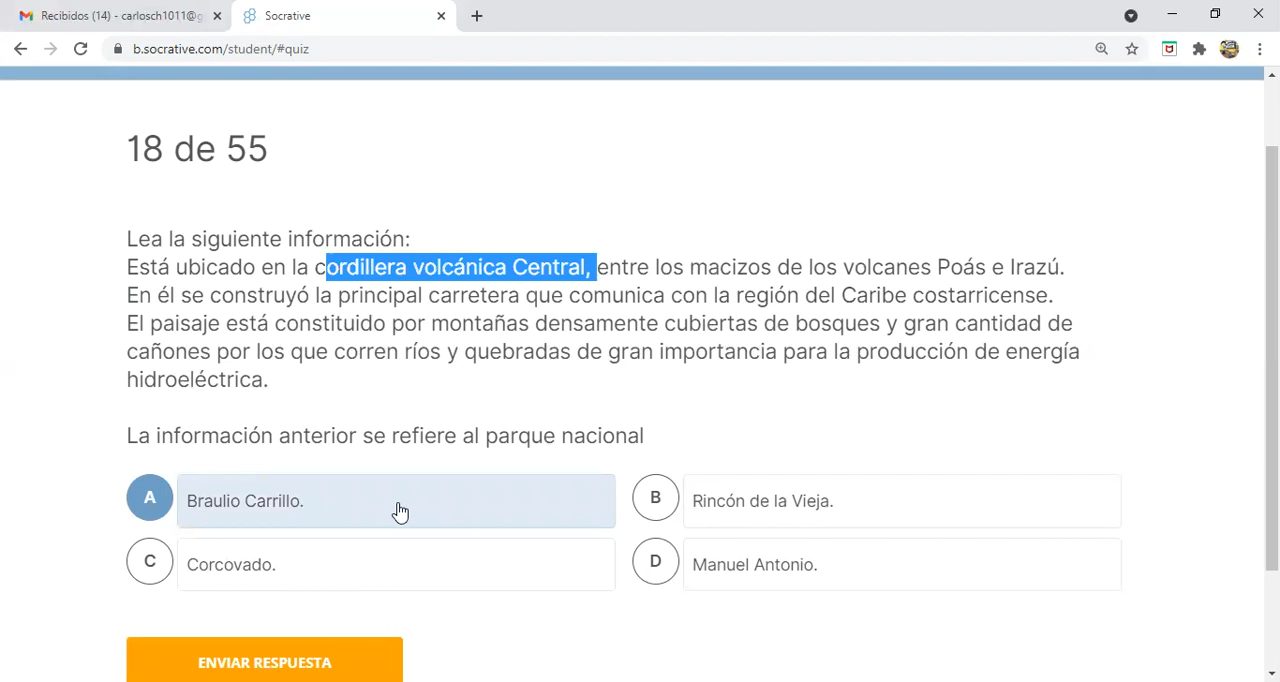 Recibidos (14) - carlosch1011@g
Socrative
b.socrative.com/student/#quiz
18 de 55
Lea la siguiente información:
Está ubicado en la cordillera volcánica Central, entre los macizos de los volcanes Poás e Irazú.
En él se construyó la principal carretera que comunica con la región del Caribe costarricense.
El paisaje está constituido por montañas densamente cubiertas de bosques y gran cantidad de
cañones por los que corren ríos y quebradas de gran importancia para la producción de energía
hidroeléctrica.
La información anterior se refiere al parque nacional
A Braulio Carrillo.
B Rincón de la Vieja.
C Corcovado.
D Manuel Antonio.
ENVIAR RESPUESTA